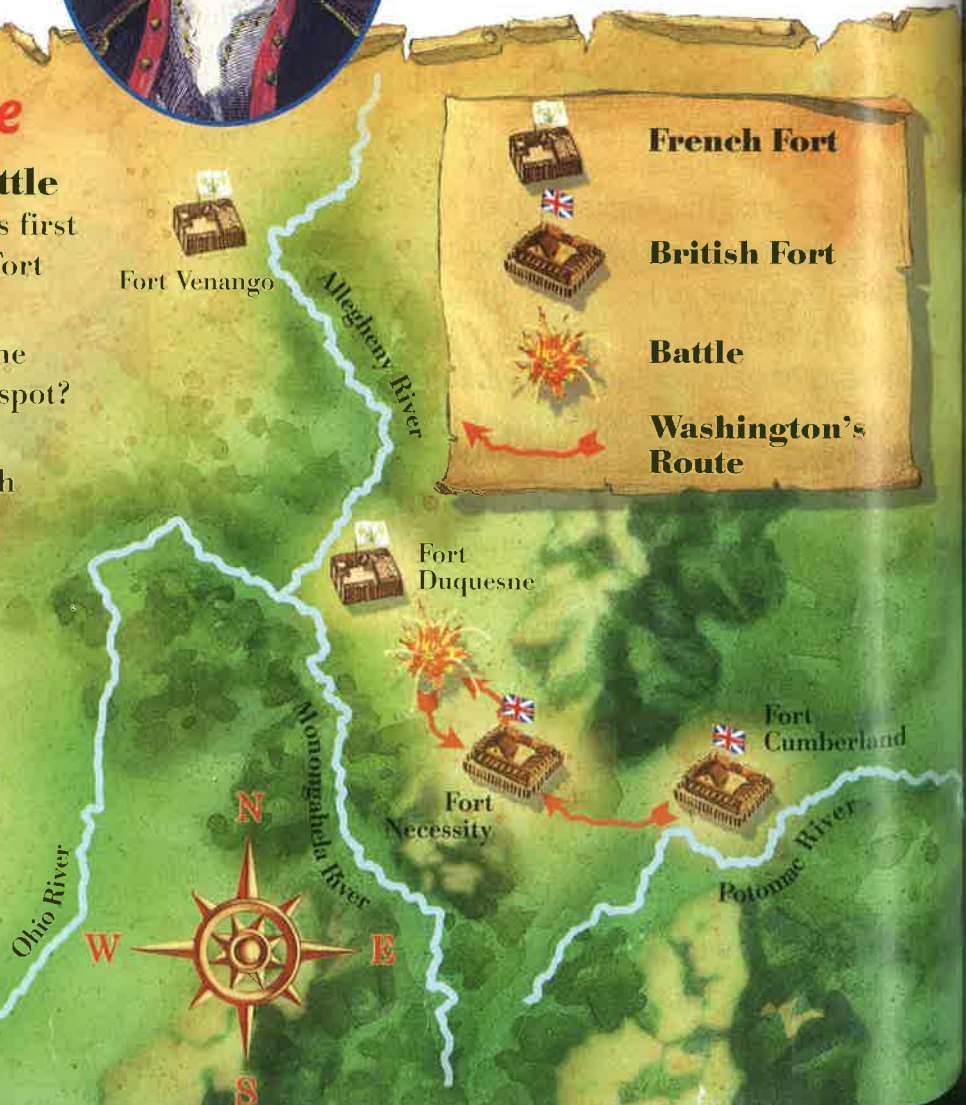 e
ttle
s first
ort
ne
spot?
h
French Fort
British Fort
Battle
Washington's
Route
Fort Venango
Allegheny River
Fort
Duquesne
Fort
Cumberland
Fort
Necessity
Monongahela River
Potomac River
Ohio River
N
W
E
S